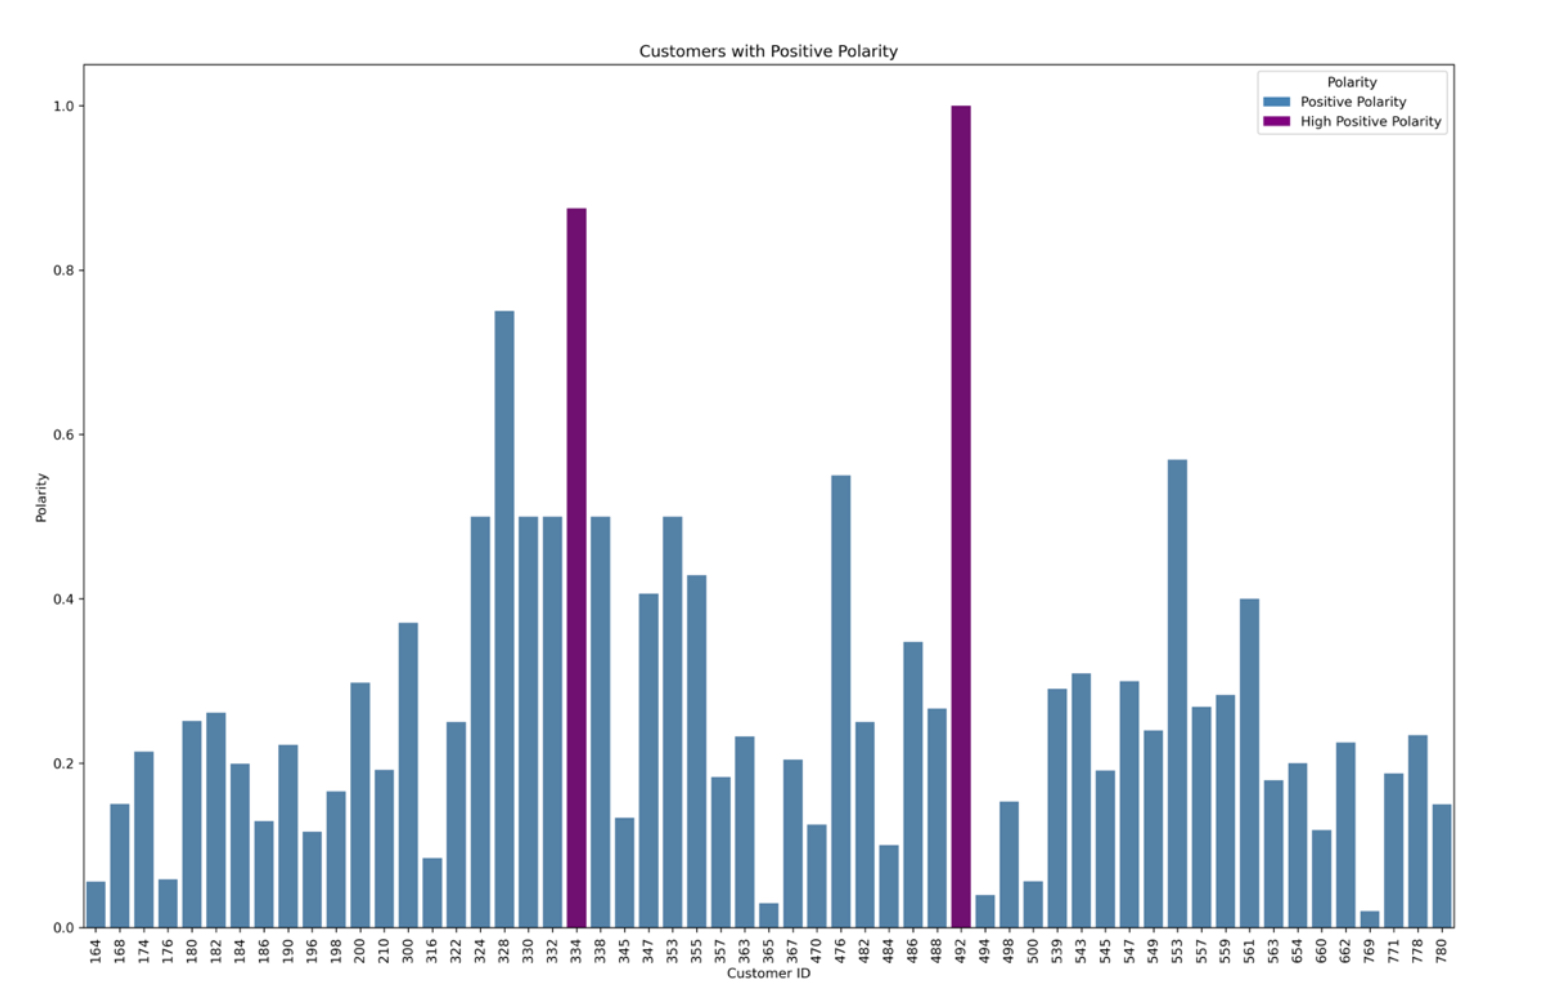 Customers with Positive Polarity
Polarity
Positive Polarity
High Positive Polarity
1.0
0.8
0.6
0.4
0.2
0.0
Polarity
164 168 174 176 180 182 184 186 190 196 198 200 210 300 316 322 324 328 330 332 334 338 345 347 353 355 357 363 365 367 470 476 482 484 486 488 492 494 498 500 539 543 545 547 549 553 557 559 561 563 654 660 662 769 771 778 780
Customer ID